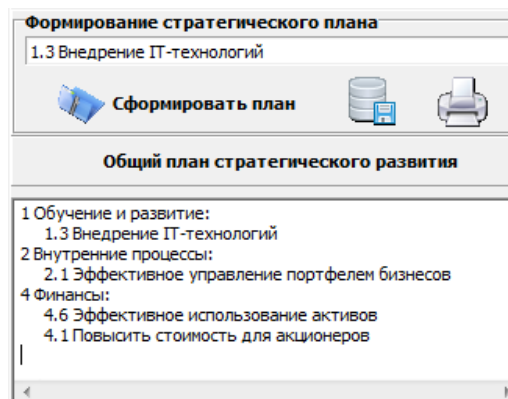 Формирование стратегического плана
1.3 Внедрение IT-технологий
Сформировать план
Общий план стратегического развития
1 Обучение и развитие:
1.3 Внедрение IT-технологий
2 Внутренние процессы:
2.1 Эффективное управление портфелем бизнесов
4 Финансы:
4.6 Эффективное использование активов
4.1 Повысить стоимость для акционеров